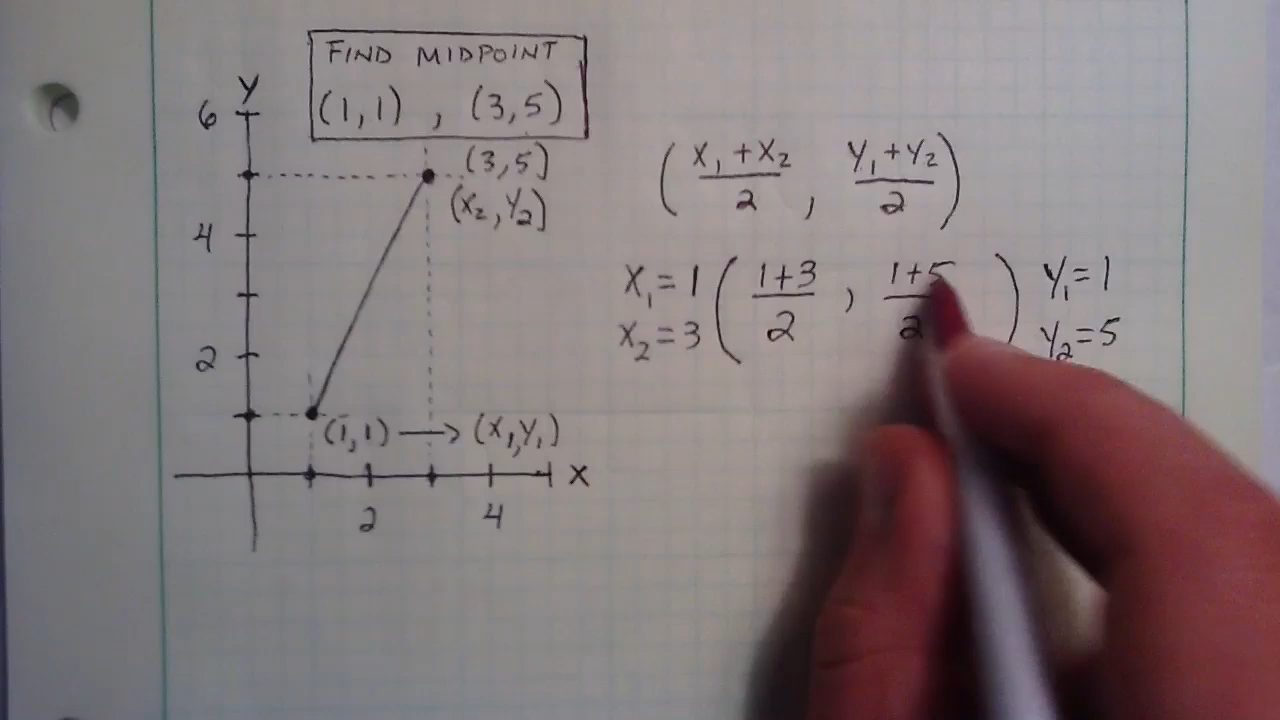 FIND MIDPOINT
(1,1) , (3,5)
Y
6
(3,5)
(X₂,Y₂)
(X₁+X₂/2, Y₁+Y₂/2)
4
X₁=1 (1+3/2, 1+5/2) Y₁=1
X₂=3 Y₂=5
2
(1,1) → (X₁,Y₁)
X
2 4